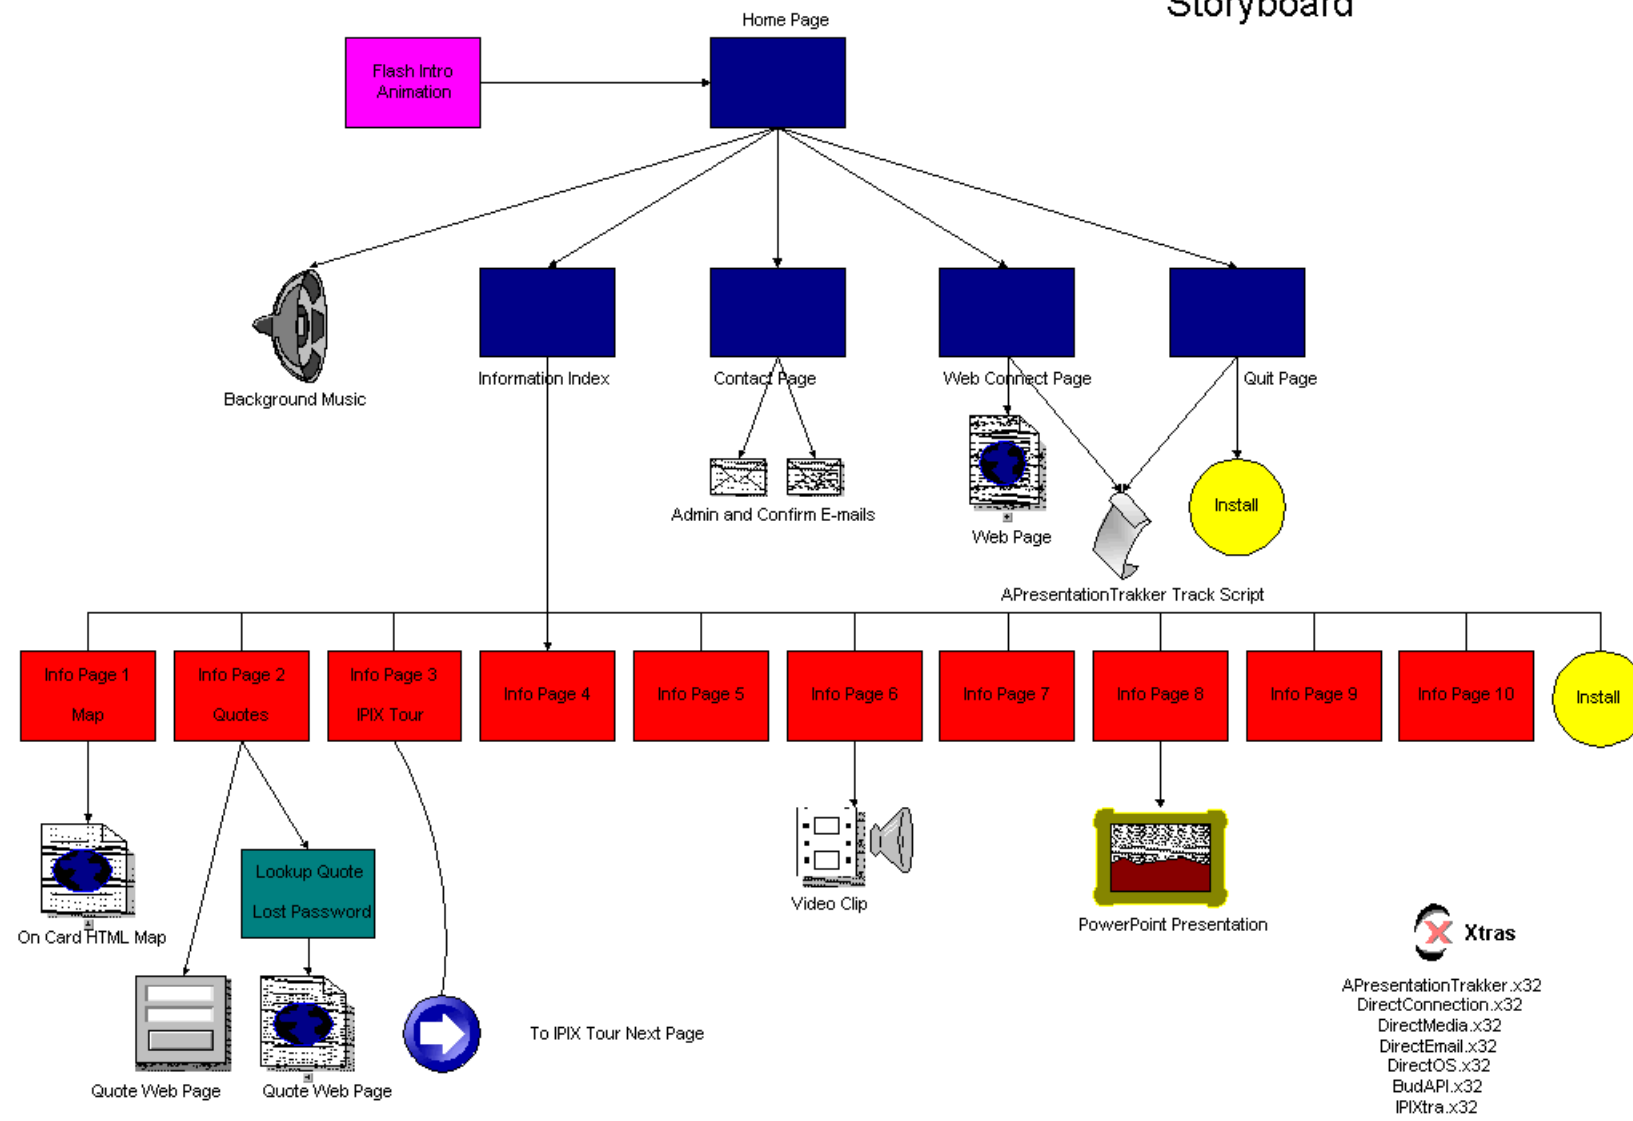 Storyboard
Home Page
Flash Intro
Animation
Background Music
Information Index
Contact Page
Web Connect Page
Quit Page
Admin and Confirm E-mails
Web Page
Install
APresentationTrakker Track Script
Info Page 1
Map
Info Page 2
Quotes
Info Page 3
IPIX Tour
Info Page 4
Info Page 5
Info Page 6
Info Page 7
Info Page 8
Info Page 9
Info Page 10
Install
On Card HTML Map
Lookup Quote
Lost Password
Quote Web Page
Quote Web Page
To IPIX Tour Next Page
Video Clip
PowerPoint Presentation
X Xtras
APresentationTrakker.x32
DirectConnection.x32
DirectMedia.x32
DirectEmail.x32
DirectOS.x32
BudAPI.x32
IPIXtra.x32